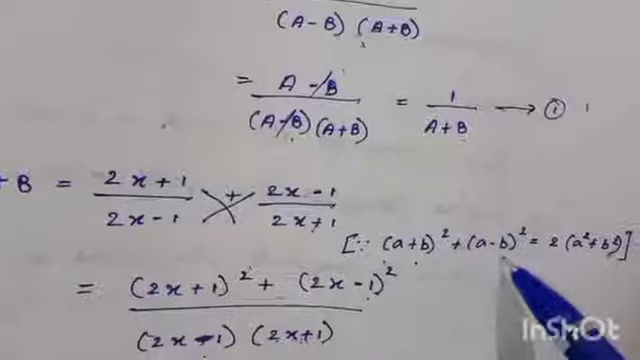 (A-B) (A+B)
= A-B / (A-B)(A+B) = 1 / A+B → ①
+ B = 2x+1 / 2x-1 + 2x-1 / 2x+1
[∵ (a+b)² + (a-b)² = 2(a²+b²)]
= (2x+1)² + (2x-1)² / (2x-1) (2x+1)
InShOt